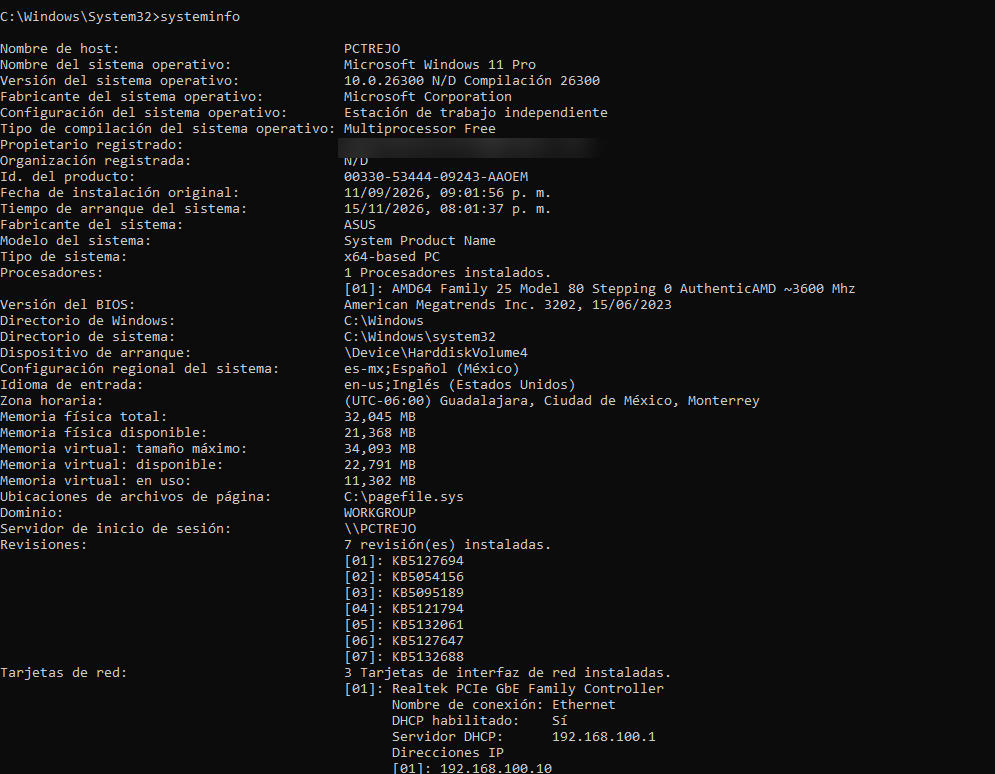 C:\Windows\System32>systeminfo
Nombre de host: PCTREJO
Nombre del sistema operativo: Microsoft Windows 11 Pro
Versión del sistema operativo: 10.0.26300 N/D Compilación 26300
Fabricante del sistema operativo: Microsoft Corporation
Configuración del sistema operativo: Estación de trabajo independiente
Tipo de compilación del sistema operativo: Multiprocessor Free
Propietario registrado:
Organización registrada: N/D
Id. del producto: 00330-53444-09243-AAOEM
Fecha de instalación original: 11/09/2026, 09:01:56 p. m.
Tiempo de arranque del sistema: 15/11/2026, 08:01:37 p. m.
Fabricante del sistema: ASUS
Modelo del sistema: System Product Name
Tipo de sistema: x64-based PC
Procesadores: 1 Procesadores instalados.
[01]: AMD64 Family 25 Model 80 Stepping 0 AuthenticAMD ~3600 Mhz
Versión del BIOS: American Megatrends Inc. 3202, 15/06/2023
Directorio de Windows: C:\Windows
Directorio de sistema: C:\Windows\system32
Dispositivo de arranque: \Device\HarddiskVolume4
Configuración regional del sistema: es-mx;Español (México)
Idioma de entrada: en-us;Inglés (Estados Unidos)
Zona horaria: (UTC-06:00) Guadalajara, Ciudad de México, Monterrey
Memoria física total: 32,045 MB
Memoria física disponible: 21,368 MB
Memoria virtual: tamaño máximo: 34,093 MB
Memoria virtual: disponible: 22,791 MB
Memoria virtual: en uso: 11,302 MB
Ubicaciones de archivos de página: C:\pagefile.sys
Dominio: WORKGROUP
Servidor de inicio de sesión: \\PCTREJO
Revisiones: 7 revisión(es) instaladas.
[01]: KB5127694
[02]: KB5054156
[03]: KB5095189
[04]: KB5121794
[05]: KB5132061
[06]: KB5127647
[07]: KB5132688
Tarjetas de red: 3 Tarjetas de interfaz de red instaladas.
[01]: Realtek PCIe GbE Family Controller
Nombre de conexión: Ethernet
DHCP habilitado: Sí
Servidor DHCP: 192.168.100.1
Direcciones IP
[01]: 192.168.100.10